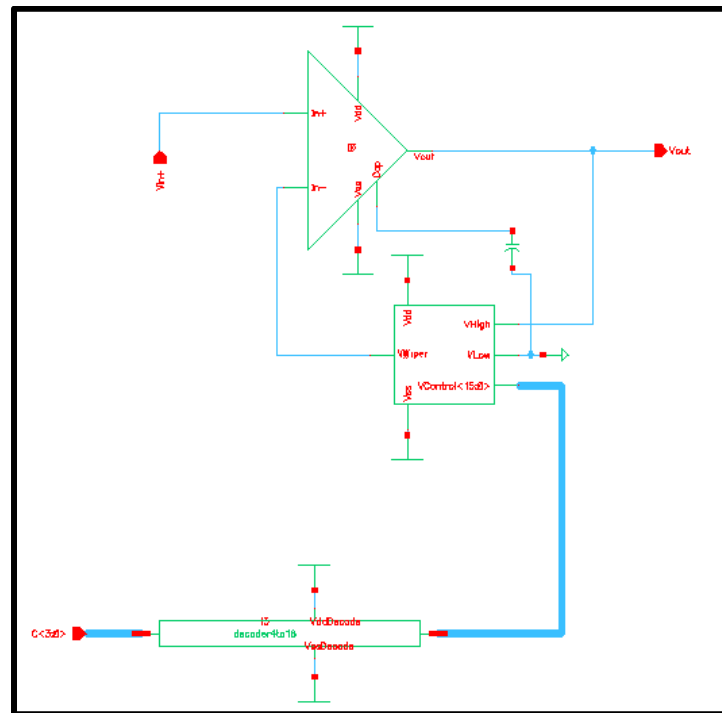 Vdd
In+
Vout
Vout
Cap
Vin+
In-
Vss
Vdd
VHigh
VLow
VControl<15:0>
Vss
I3
VddDecode
C<3:0>
decoder4to16
VssDecode